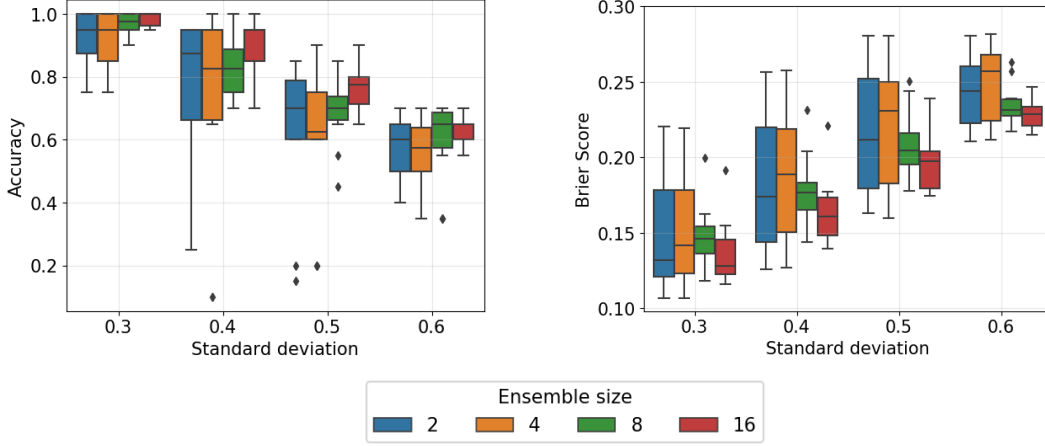 1.0
0.8
0.6
0.4
0.2
Accuracy
0.3 0.4 0.5 0.6
Standard deviation
0.30
0.25
0.20
0.15
0.10
Brier Score
0.3 0.4 0.5 0.6
Standard deviation
Ensemble size
2 4 8 16